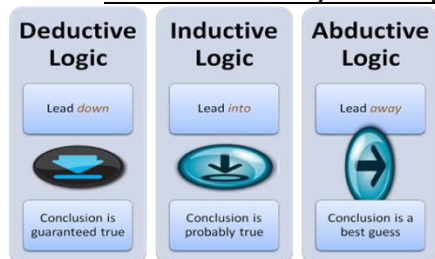 Deductive
Logic
Lead down
Conclusion is
guaranteed true
Inductive
Logic
Lead into
Conclusion is
probably true
Abductive
Logic
Lead away
Conclusion is a
best guess